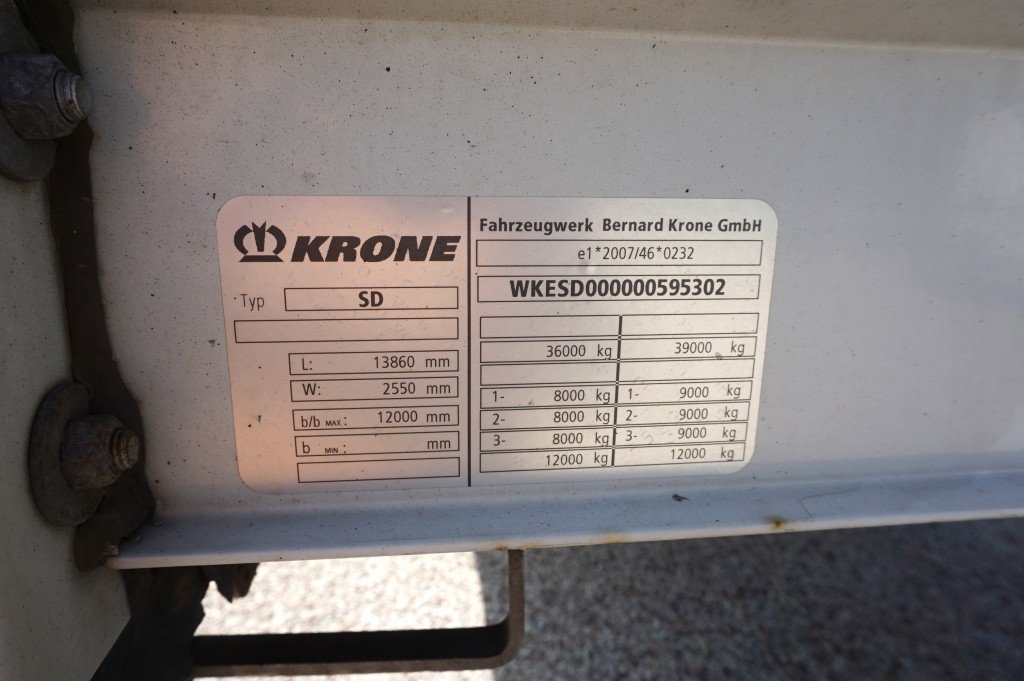 KRONE
Typ SD
L: 13860 mm
W: 2550 mm
b/b MAX: 12000 mm
b MIN: mm
Fahrzeugwerk Bernard Krone GmbH
e1*2007/46*0232
WKESD000000595302
36000 kg 39000 kg
1- 8000 kg 1- 9000 kg
2- 8000 kg 2- 9000 kg
3- 8000 kg 3- 9000 kg
12000 kg 12000 kg